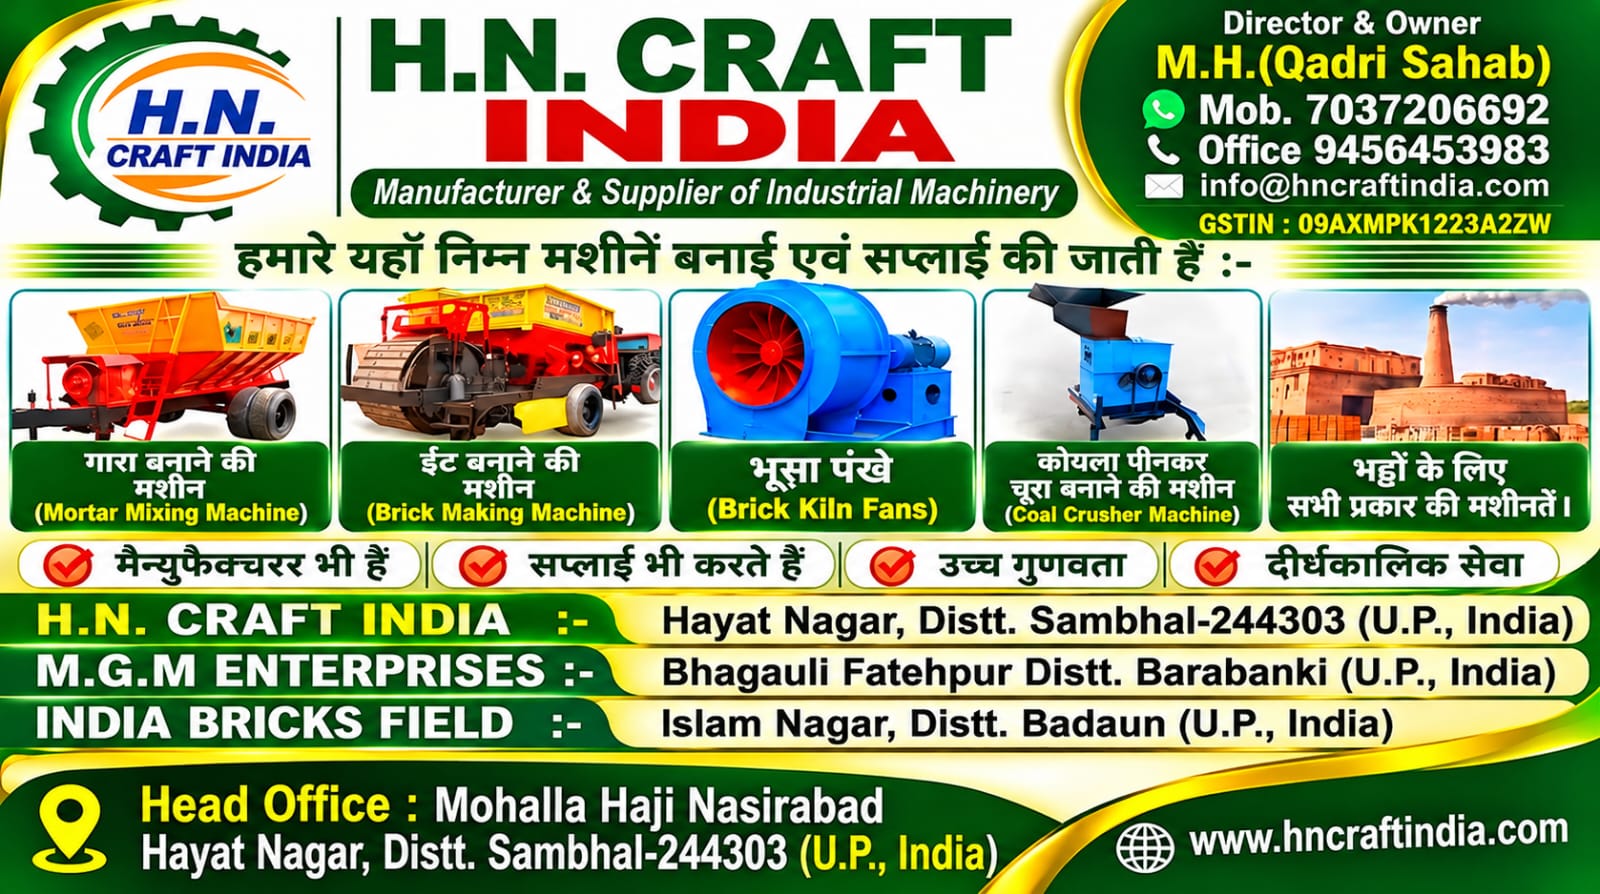 H.N.
CRAFT INDIA
H.N. CRAFT
INDIA
Manufacturer & Supplier of Industrial Machinery
Director & Owner
M.H.(Qadri Sahab)
Mob. 7037206692
Office 9456453983
info@hncraftindia.com
GSTIN : 09AXMPK1223A2ZW
हमारे यहॉ निम्न मशीनें बनाई एवं सप्लाई की जाती हैं :-
गारा बनाने की
मशीन
(Mortar Mixing Machine)
ईट बनाने की
मशीन
(Brick Making Machine)
भूसा पंखे
(Brick Kiln Fans)
कोयला पीनकर
चूरा बनाने की मशीन
(Coal Crusher Machine)
भट्ठों के लिए
सभी प्रकार की मशीनतें।
मैन्युफैक्चरर भी हैं
सप्लाई भी करते हैं
उच्च गुणवता
दीर्धकालिक सेवा
H.N. CRAFT INDIA :- Hayat Nagar, Distt. Sambhal-244303 (U.P., India)
M.G.M ENTERPRISES :- Bhagauli Fatehpur Distt. Barabanki (U.P., India)
INDIA BRICKS FIELD :- Islam Nagar, Distt. Badaun (U.P., India)
Head Office : Mohalla Haji Nasirabad
Hayat Nagar, Distt. Sambhal-244303 (U.P., India)
www.hncraftindia.com